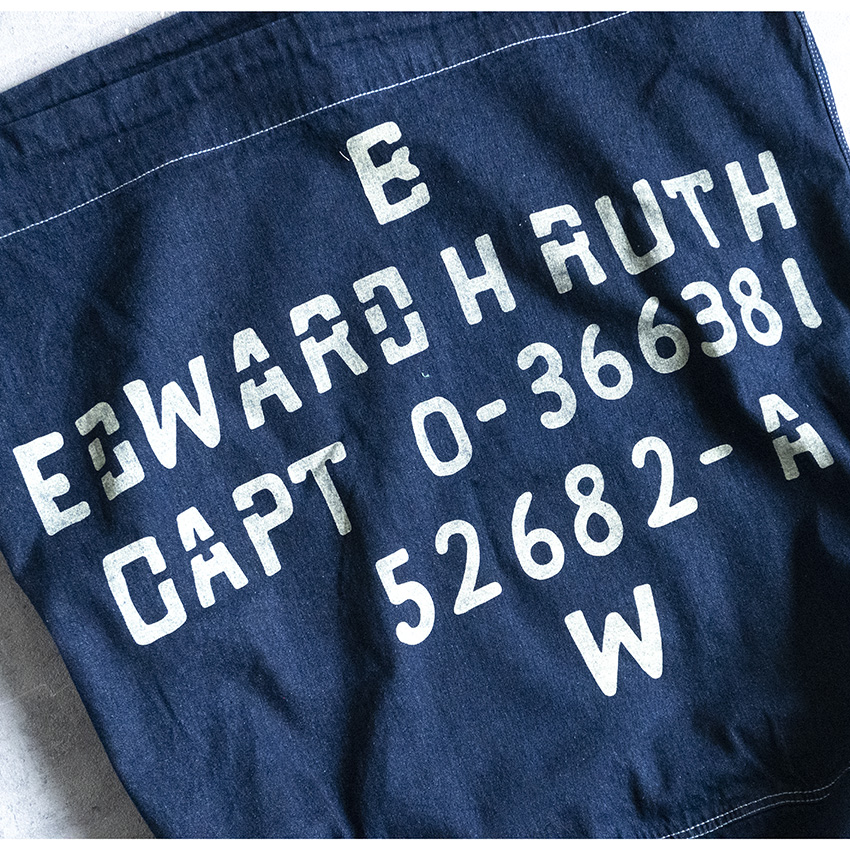 E
EDWARD H RUTH
CAPT O-366381
52682-A
W